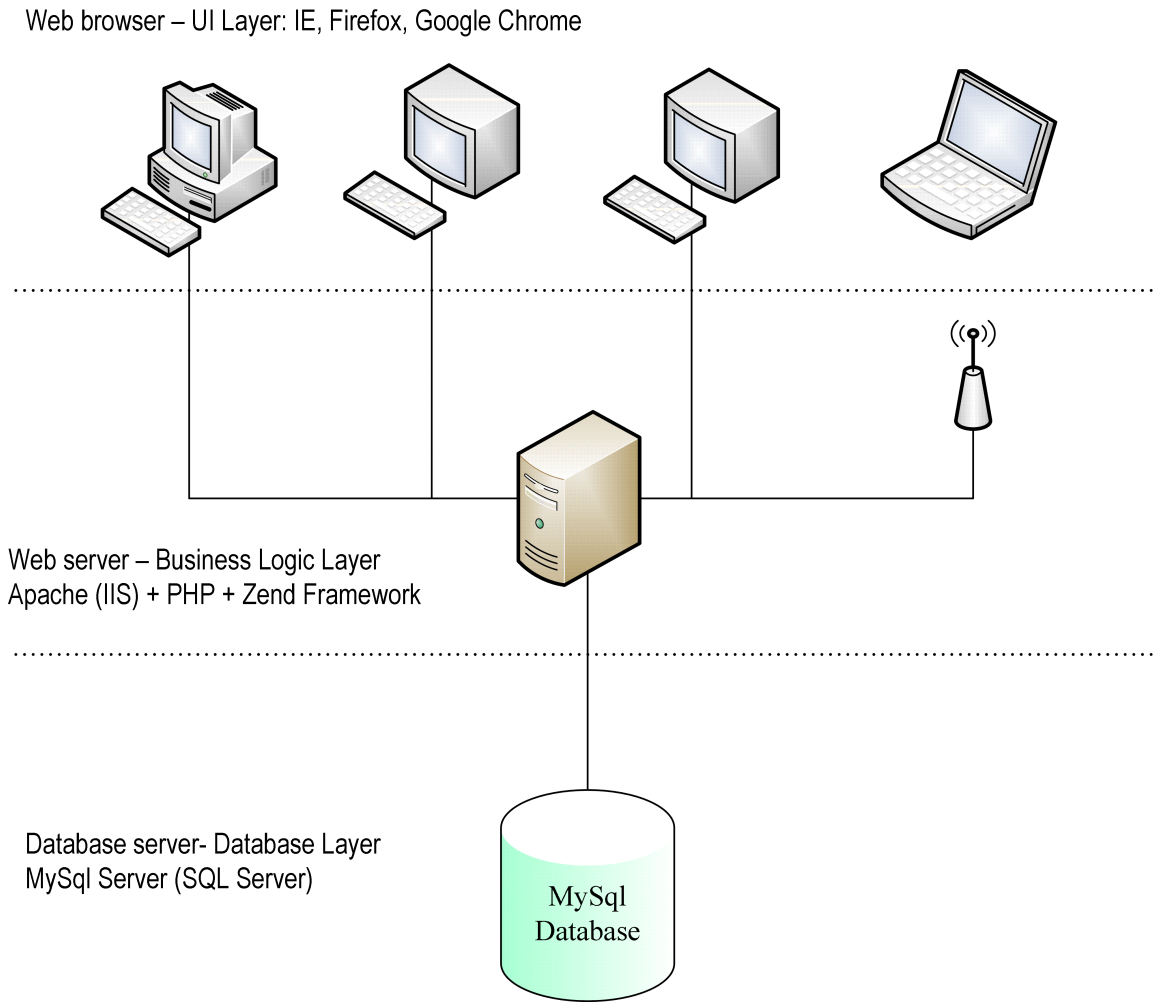 Web browser – UI Layer: IE, Firefox, Google Chrome
Web server – Business Logic Layer
Apache (IIS) + PHP + Zend Framework
Database server- Database Layer
MySql Server (SQL Server)
MySql
Database